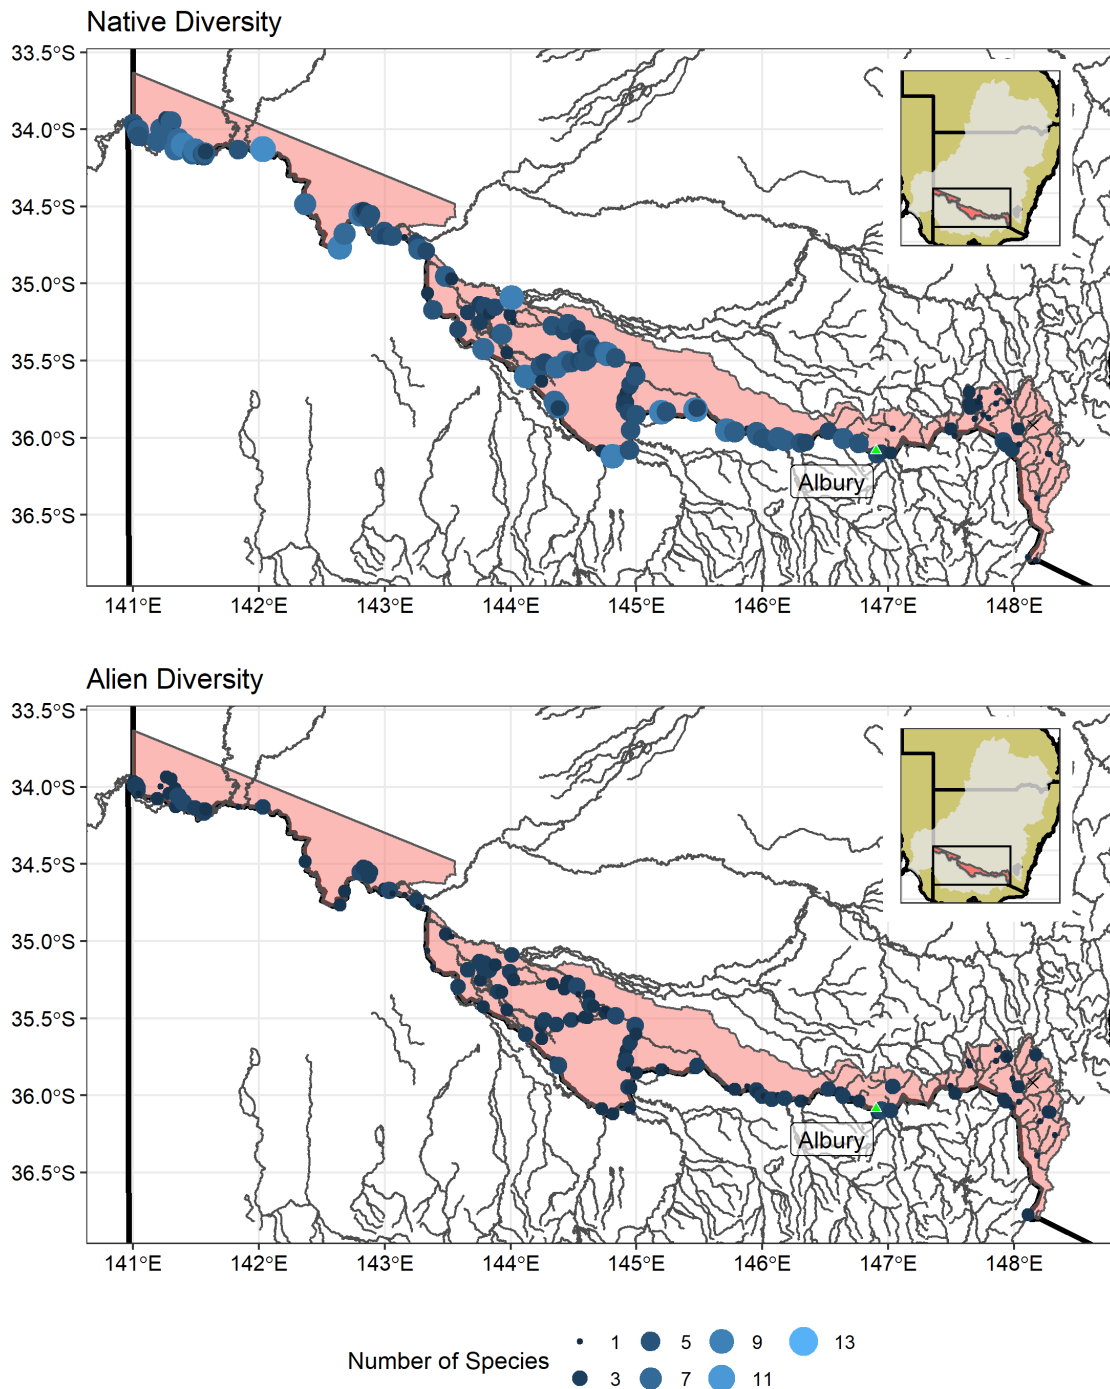 Native Diversity
33.5°S
34.0°S
34.5°S
35.0°S
35.5°S
36.0°S
36.5°S
Albury
141°E 142°E 143°E 144°E 145°E 146°E 147°E 148°E
Alien Diversity
33.5°S
34.0°S
34.5°S
35.0°S
35.5°S
36.0°S
36.5°S
Albury
141°E 142°E 143°E 144°E 145°E 146°E 147°E 148°E
Number of Species
1 5 9 13
3 7 11